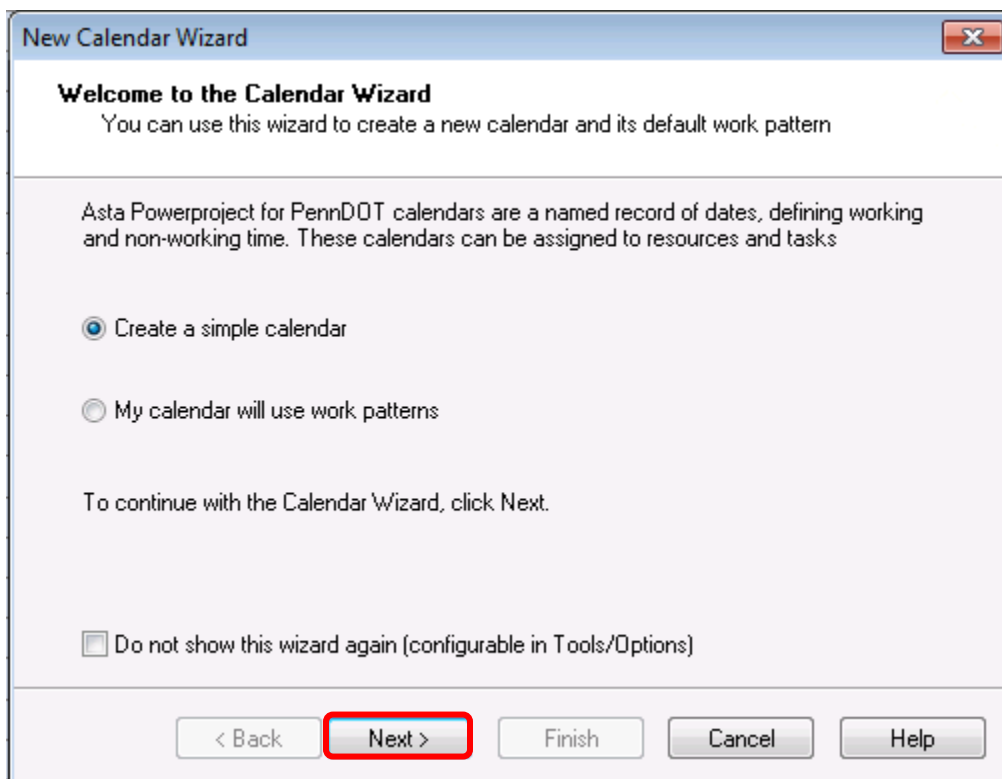 New Calendar Wizard
Welcome to the Calendar Wizard
You can use this wizard to create a new calendar and its default work pattern
Asta Powerproject for PennDOT calendars are a named record of dates, defining working
and non-working time. These calendars can be assigned to resources and tasks
Create a simple calendar
My calendar will use work patterns
To continue with the Calendar Wizard, click Next.
Do not show this wizard again (configurable in Tools/Options)
< Back Next > Finish Cancel Help